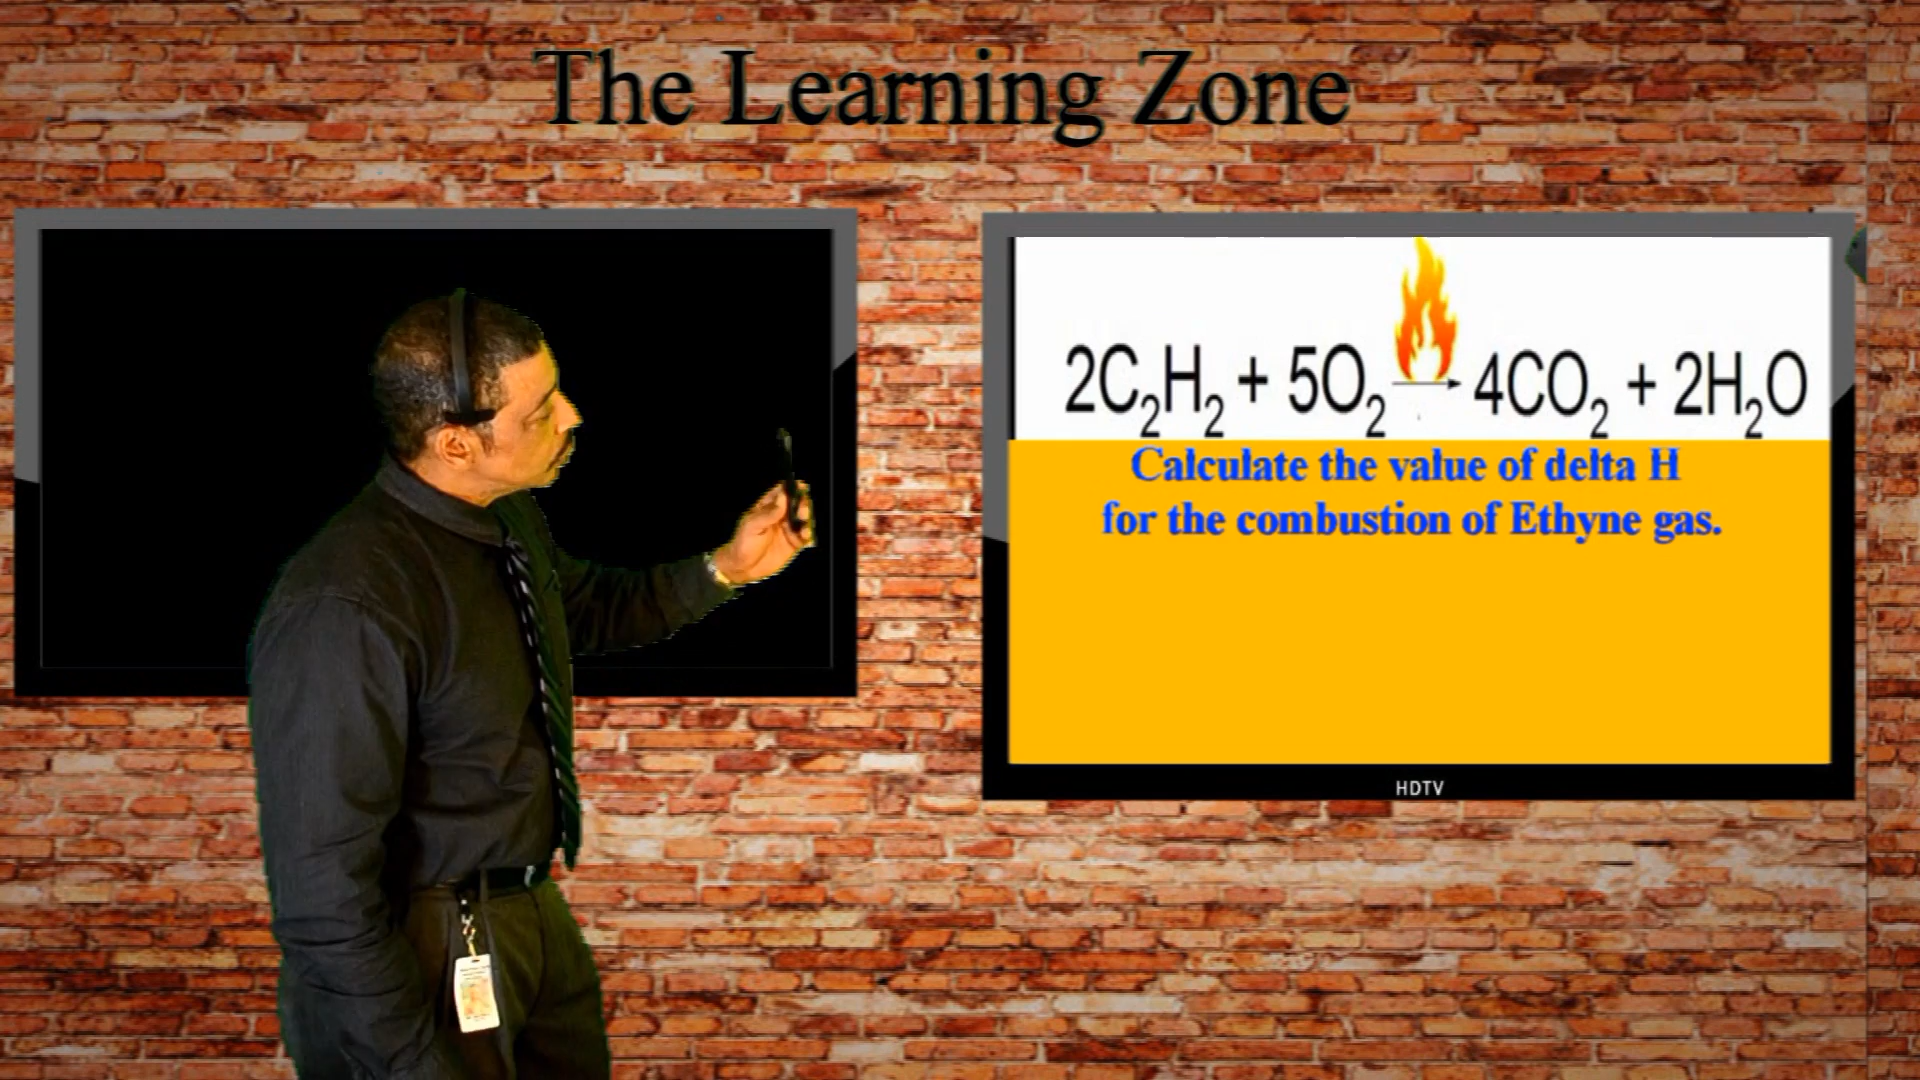 The Learning Zone
2C₂H₂ + 5O₂ → 4CO₂ + 2H₂O
Calculate the value of delta H
for the combustion of Ethyne gas.
HDTV